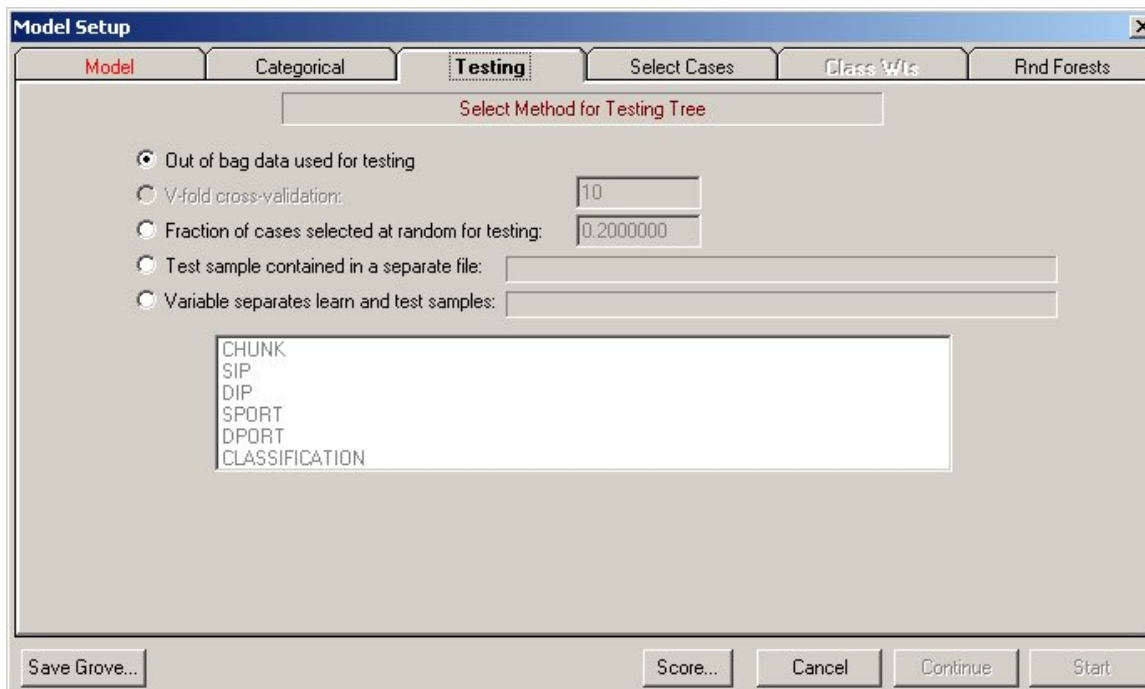 Model Setup
Model Categorical Testing Select Cases Class Wts Rnd Forests
Select Method for Testing Tree
Out of bag data used for testing
V-fold cross-validation: 10
Fraction of cases selected at random for testing: 0.2000000
Test sample contained in a separate file:
Variable separates learn and test samples:
CHUNK
SIP
DIP
SPORT
DPORT
CLASSIFICATION
Save Grove... Score... Cancel Continue Start